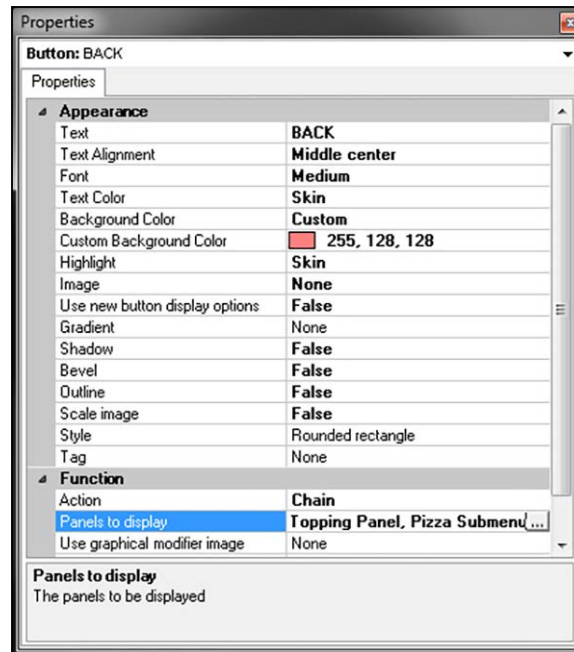 Properties
Button: BACK
Properties
Appearance
Text BACK
Text Alignment Middle center
Font Medium
Text Color Skin
Background Color Custom
Custom Background Color 255, 128, 128
Highlight Skin
Image None
Use new button display options False
Gradient None
Shadow False
Bevel False
Outline False
Scale image False
Style Rounded rectangle
Tag None
Function
Action Chain
Panels to display Topping Panel, Pizza Submenu ...
Use graphical modifier image None
Panels to display
The panels to be displayed